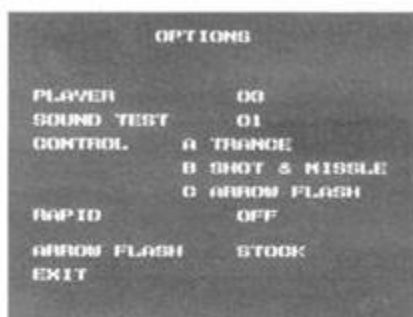 OPTIONS
PLAYER 03
SOUND TEST 01
CONTROL A TRANCE
B SHOT & MISSLE
C ARROW FLASH
RAPID OFF
ARROW FLASH STOCK
EXIT